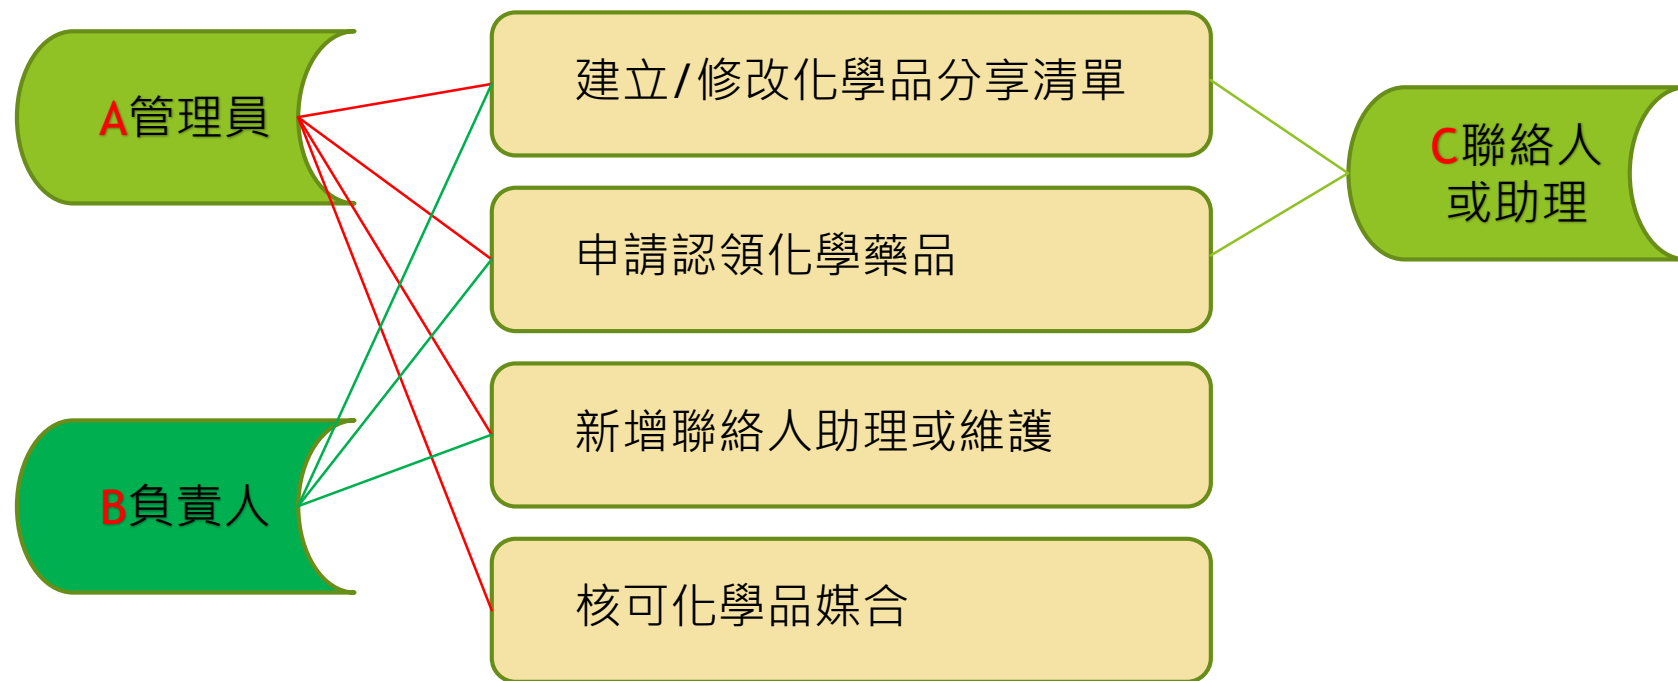 A管理員
B負責人
建立/修改化學品分享清單
申請認領化學藥品
新增聯絡人助理或維護
核可化學品媒合
C聯絡人
或助理